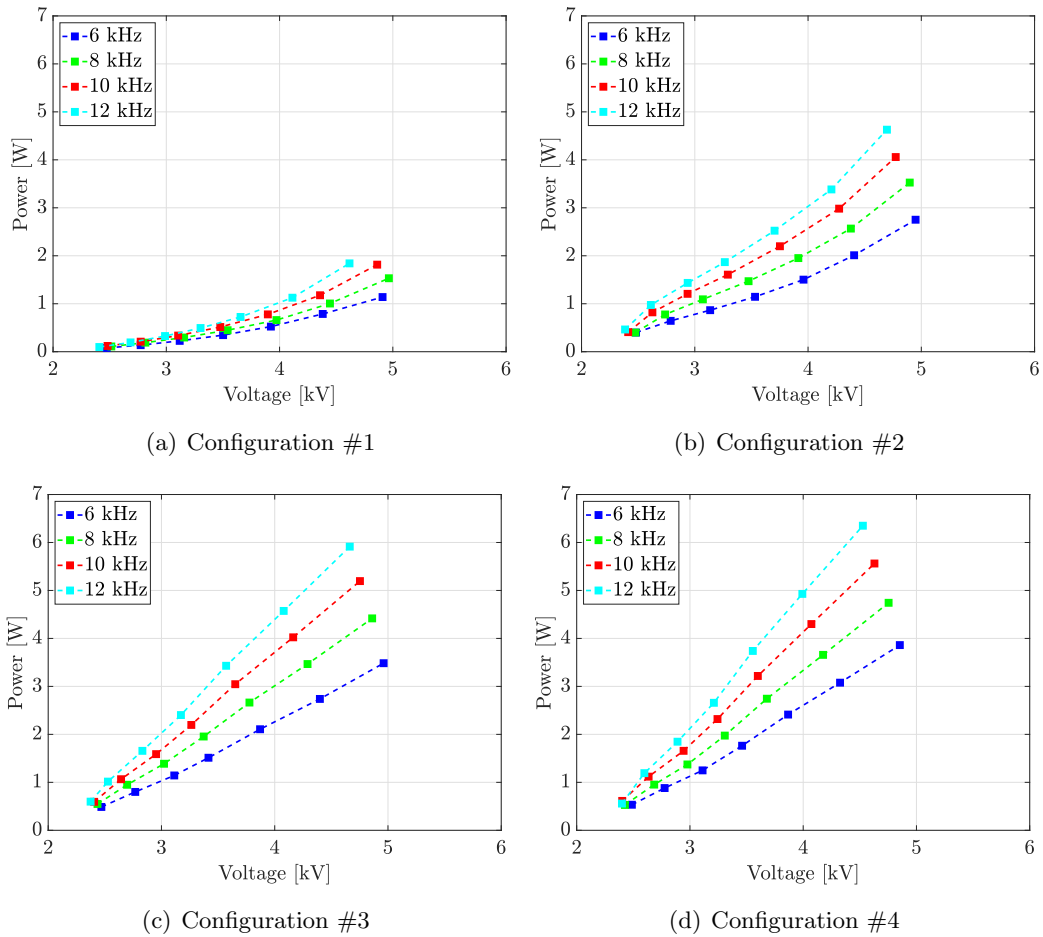 7
6
5
4
3
2
1
0
Power [W]
6 kHz
8 kHz
10 kHz
12 kHz
2 3 4 5 6
Voltage [kV]
(a) Configuration #1
7
6
5
4
3
2
1
0
Power [W]
6 kHz
8 kHz
10 kHz
12 kHz
2 3 4 5 6
Voltage [kV]
(b) Configuration #2
7
6
5
4
3
2
1
0
Power [W]
6 kHz
8 kHz
10 kHz
12 kHz
2 3 4 5 6
Voltage [kV]
(c) Configuration #3
7
6
5
4
3
2
1
0
Power [W]
6 kHz
8 kHz
10 kHz
12 kHz
2 3 4 5 6
Voltage [kV]
(d) Configuration #4